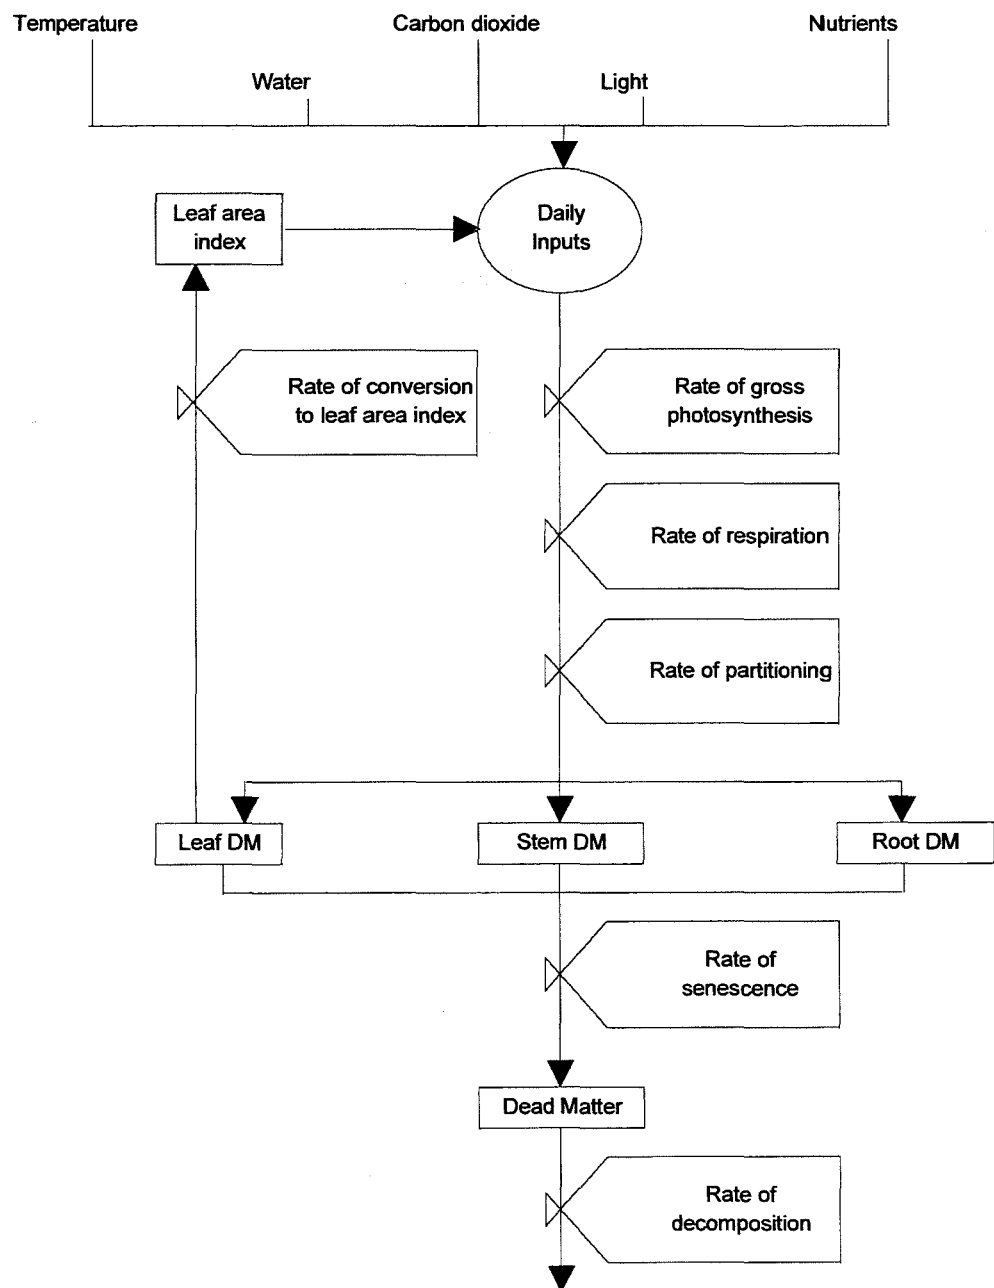 Temperature
Carbon dioxide
Nutrients
Water
Light
Leaf area
index
Daily
Inputs
Rate of conversion
to leaf area index
Rate of gross
photosynthesis
Rate of respiration
Rate of partitioning
Leaf DM
Stem DM
Root DM
Rate of
senescence
Dead Matter
Rate of
decomposition